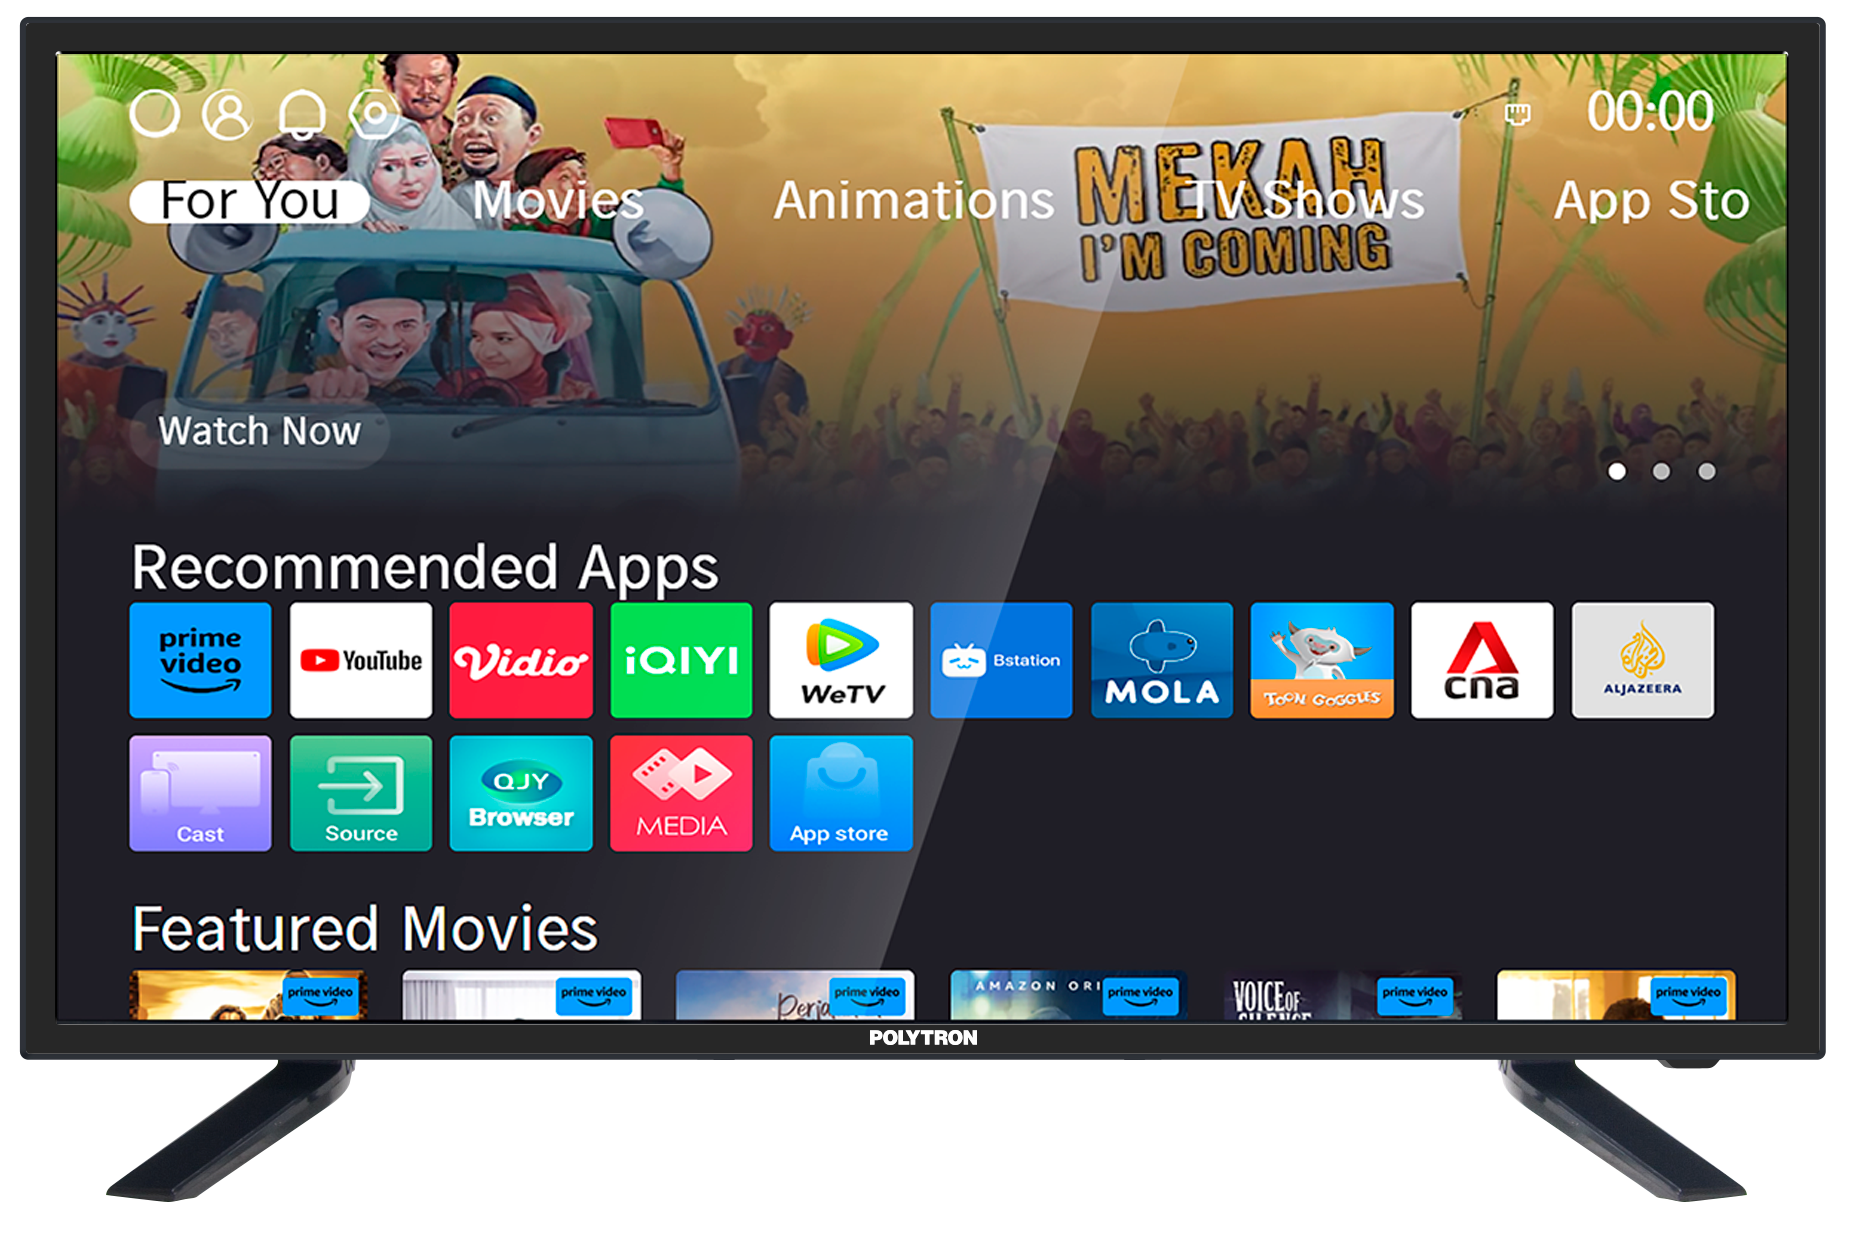 00:00
MEKAH
I'M COMING
For You
Movies
Animations
TV Shows
App Sto
Watch Now
Recommended Apps
prime video
YouTube
Vidio
iQIYI
WeTV
Bstation
MOLA
TOON GOGGLES
cna
ALJAZEERA
Cast
Source
QJY
Browser
MEDIA
App store
Featured Movies
prime video
prime video
Perja
prime video
AMAZON ORI
prime video
VOICE OF
SILENCE
prime video
prime video
POLYTRON